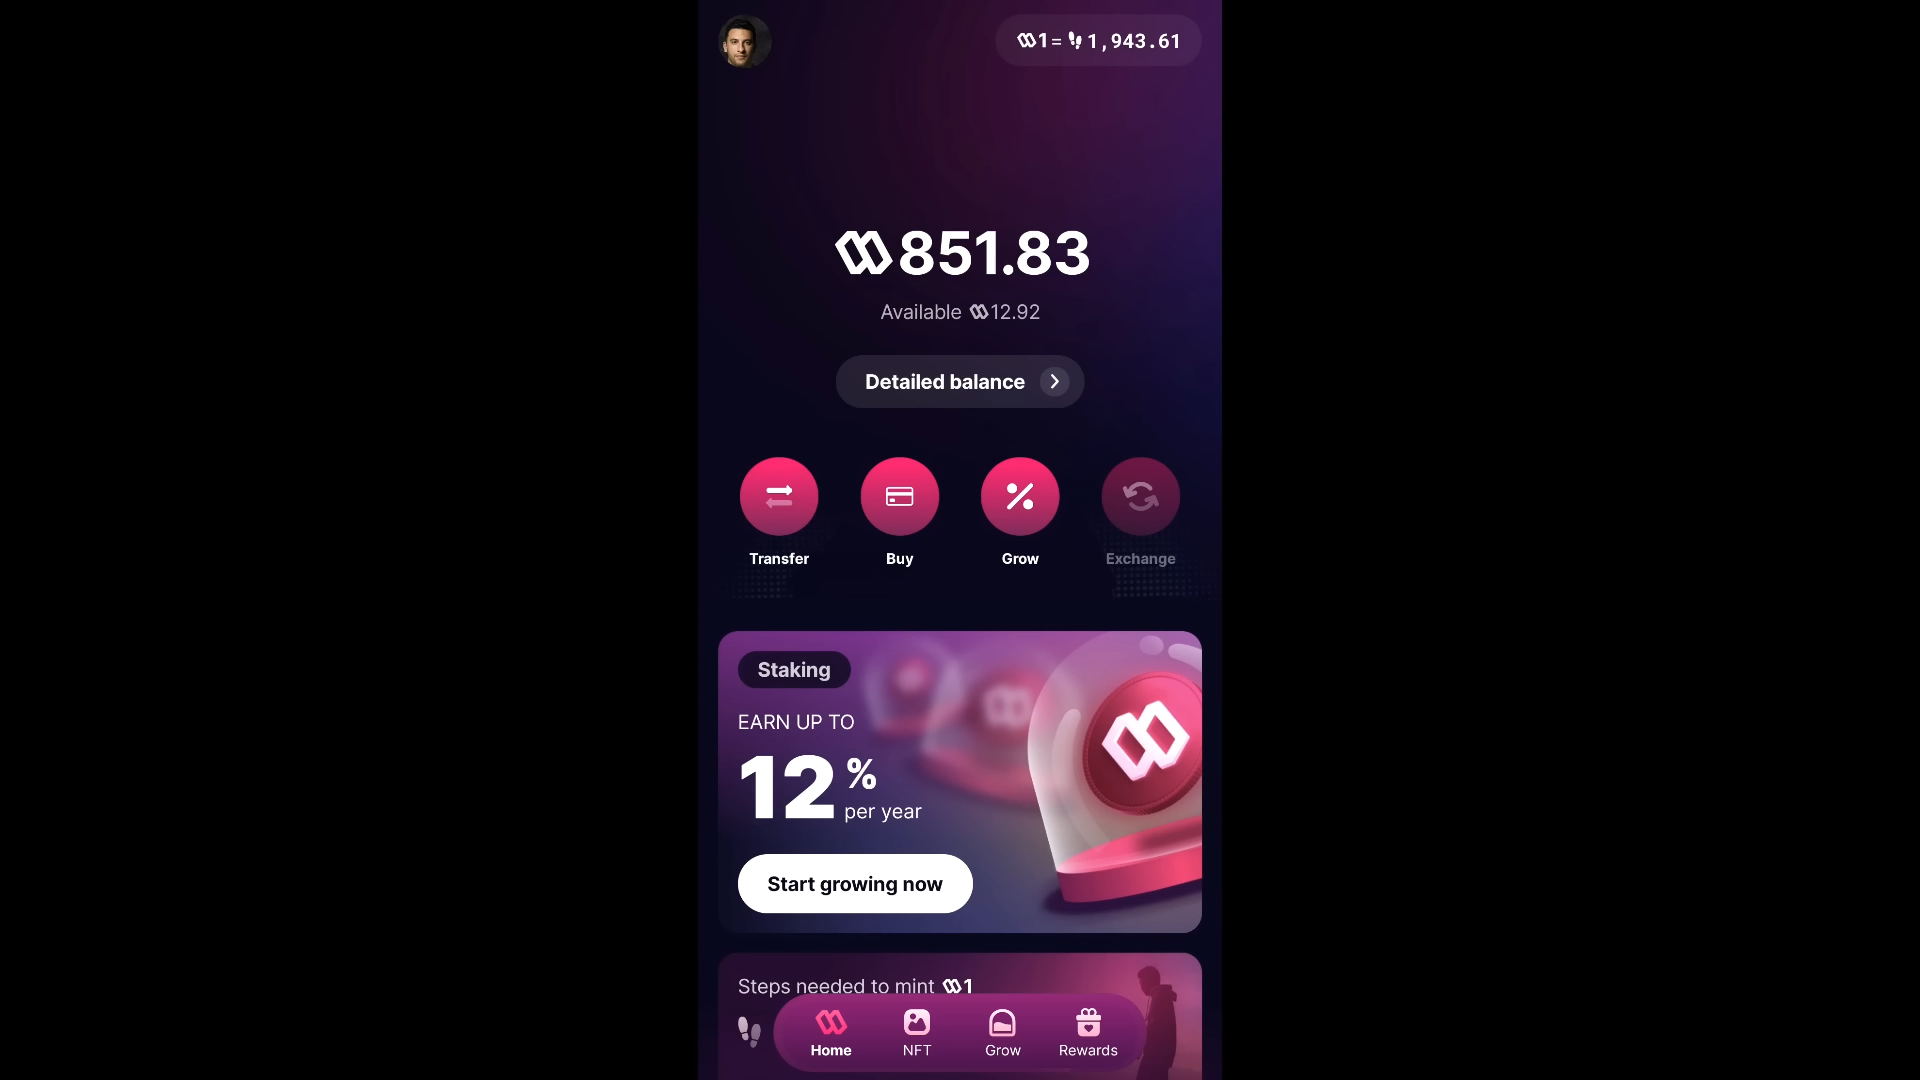 1= 1,943.61
851.83
Available 12.92
Detailed balance
Transfer Buy Grow Exchange
Staking
EARN UP TO
12 %
per year
Start growing now
Steps needed to mint 1
Home NFT Grow Rewards